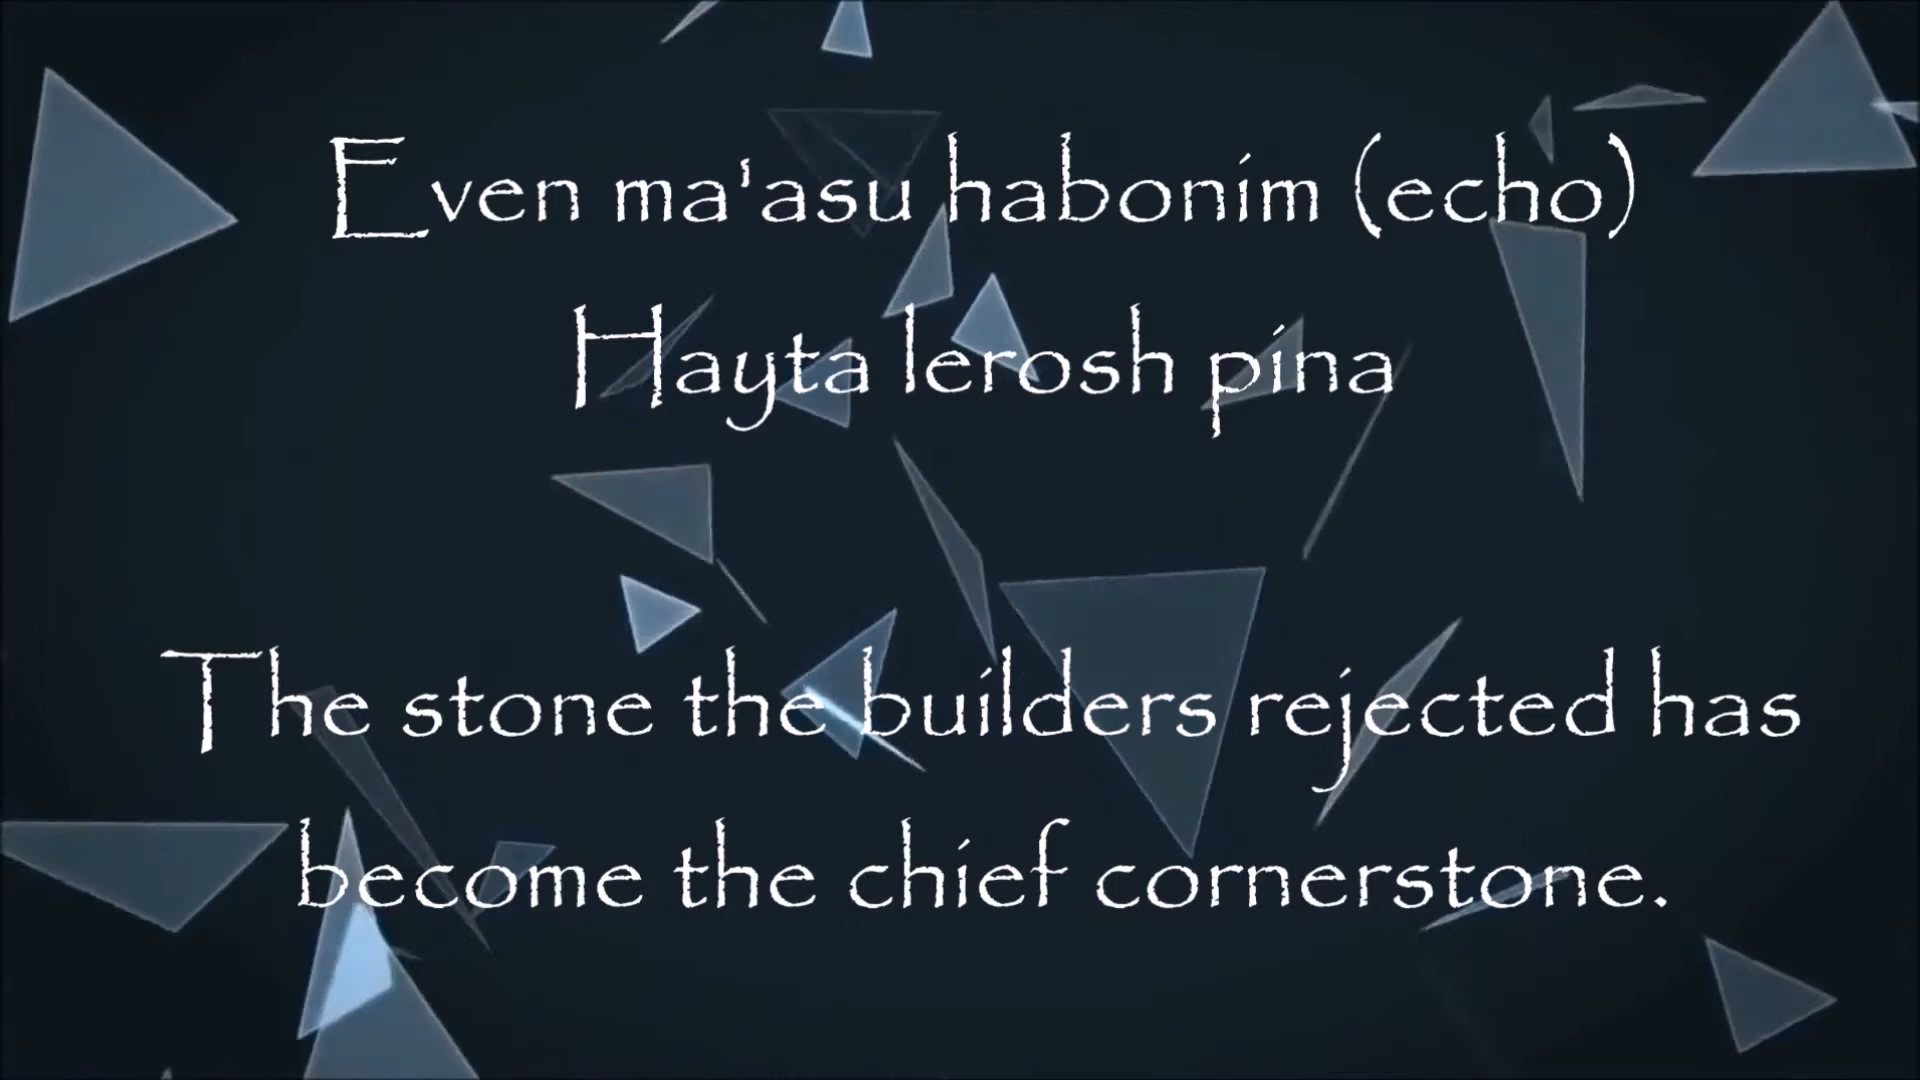 Even ma'asu habonim (echo)
Hayta lerosh pina
The stone the builders rejected has
become the chief cornerstone.